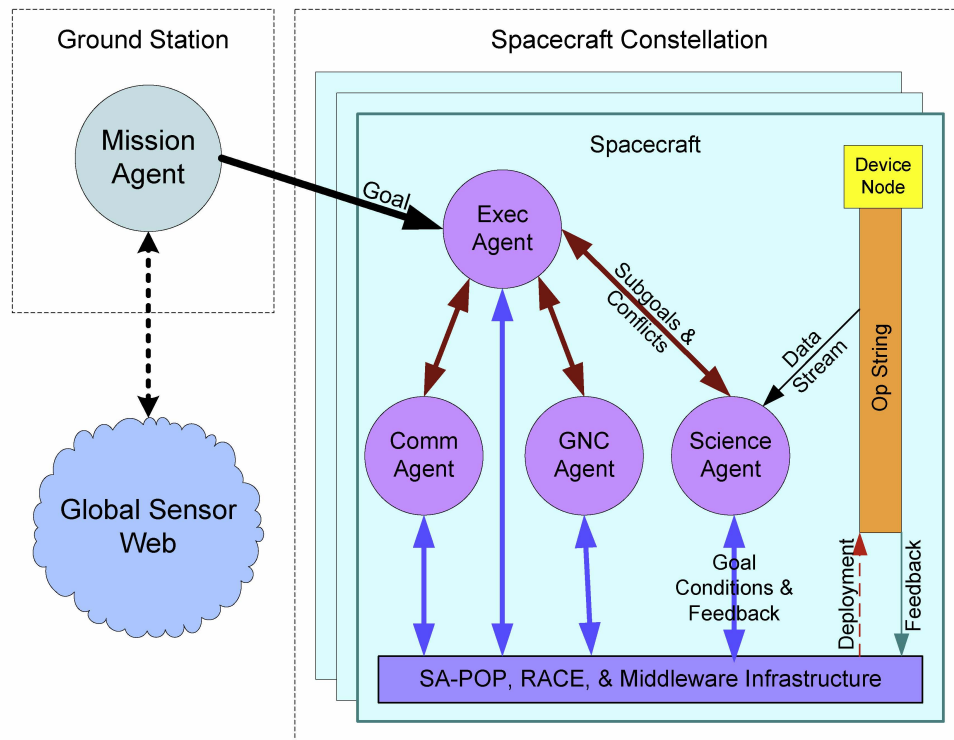 Ground Station
Spacecraft Constellation
Mission
Agent
Spacecraft
Device
Node
Goal
Exec
Agent
Subgoals &
Conflicts
Data
Stream
Op String
Comm
Agent
GNC
Agent
Science
Agent
Global Sensor
Web
Goal
Conditions &
Feedback
Deployment
Feedback
SA-POP, RACE, & Middleware Infrastructure